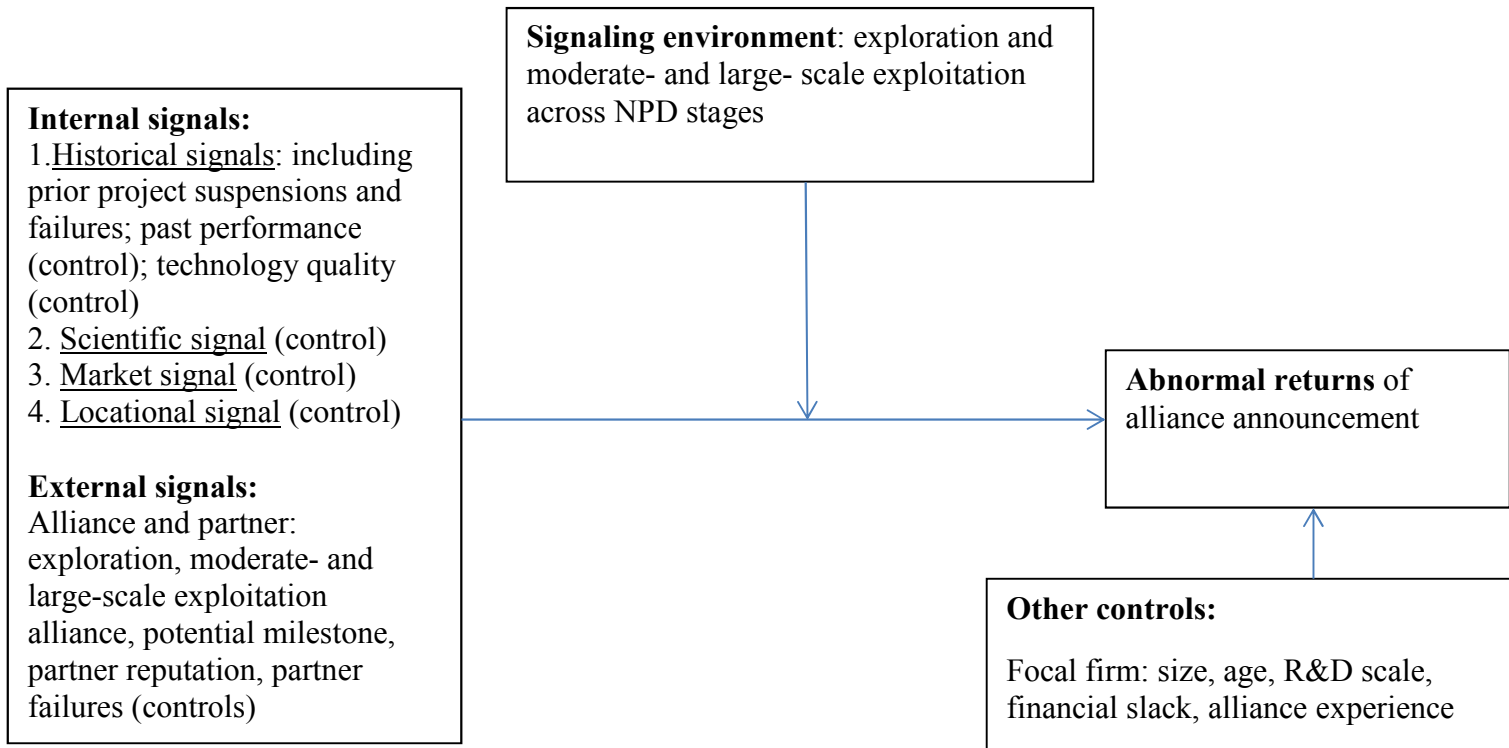 Signaling environment: exploration and
moderate- and large- scale exploitation
across NPD stages
Internal signals:
1.Historical signals: including
prior project suspensions and
failures; past performance
(control); technology quality
(control)
2. Scientific signal (control)
3. Market signal (control)
4. Locational signal (control)
External signals:
Alliance and partner:
exploration, moderate- and
large-scale exploitation
alliance, potential milestone,
partner reputation, partner
failures (controls)
Abnormal returns of
alliance announcement
Other controls:
Focal firm: size, age, R&D scale,
financial slack, alliance experience